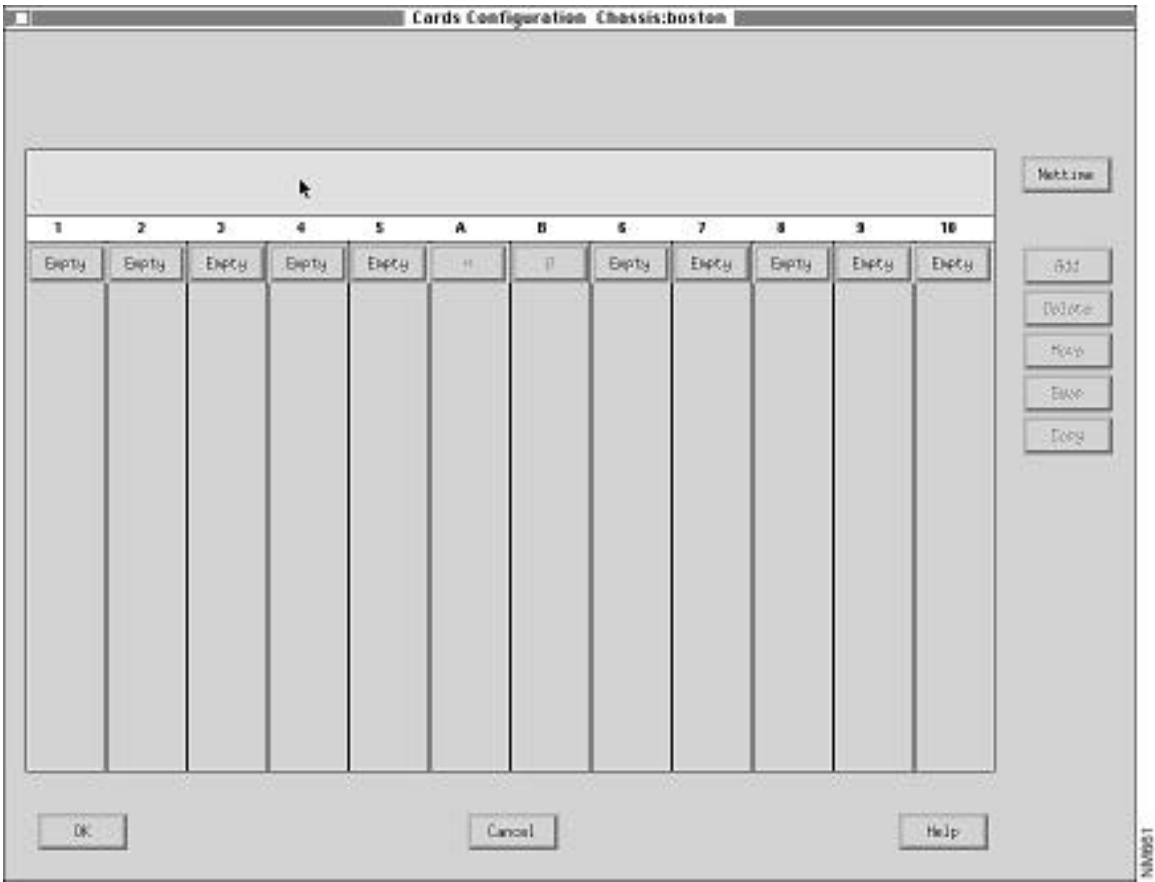 Cards Configuration Chassis:boston
Nettime
1 2 3 4 5 A B 6 7 8 9 10
Empty Empty Empty Empty Empty Empty Empty Empty Empty Empty
Add
Delete
Move
Swap
Copy
OK Cancel Help